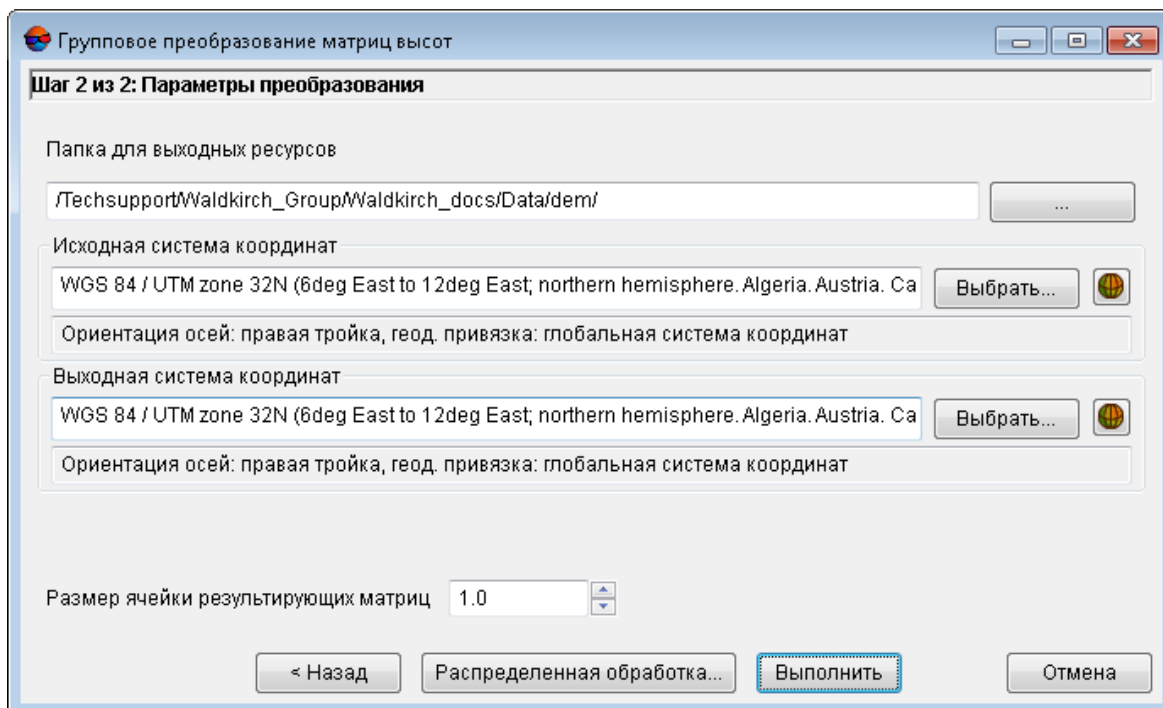 Групповое преобразование матриц высот
Шаг 2 из 2: Параметры преобразования
Папка для выходных ресурсов
/Techsupport/Waldkirch_Group/Waldkirch_docs/Data/dem/
...
Исходная система координат
WGS 84 / UTM zone 32N (6deg East to 12deg East; northern hemisphere. Algeria. Austria. Ca
Выбрать...
Ориентация осей: правая тройка, геод. привязка: глобальная система координат
Выходная система координат
WGS 84 / UTM zone 32N (6deg East to 12deg East; northern hemisphere. Algeria. Austria. Ca
Выбрать...
Ориентация осей: правая тройка, геод. привязка: глобальная система координат
Размер ячейки результирующих матриц 1.0
< Назад Распределенная обработка... Выполнить Отмена